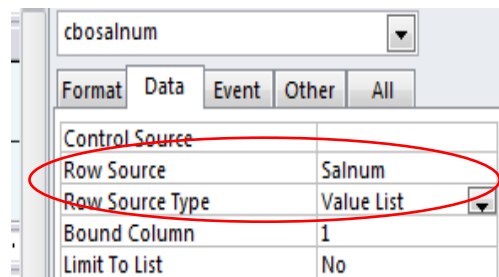 cbosalnum
Format Data Event Other All
Control Source
Row Source Salnum
Row Source Type Value List
Bound Column 1
Limit To List No